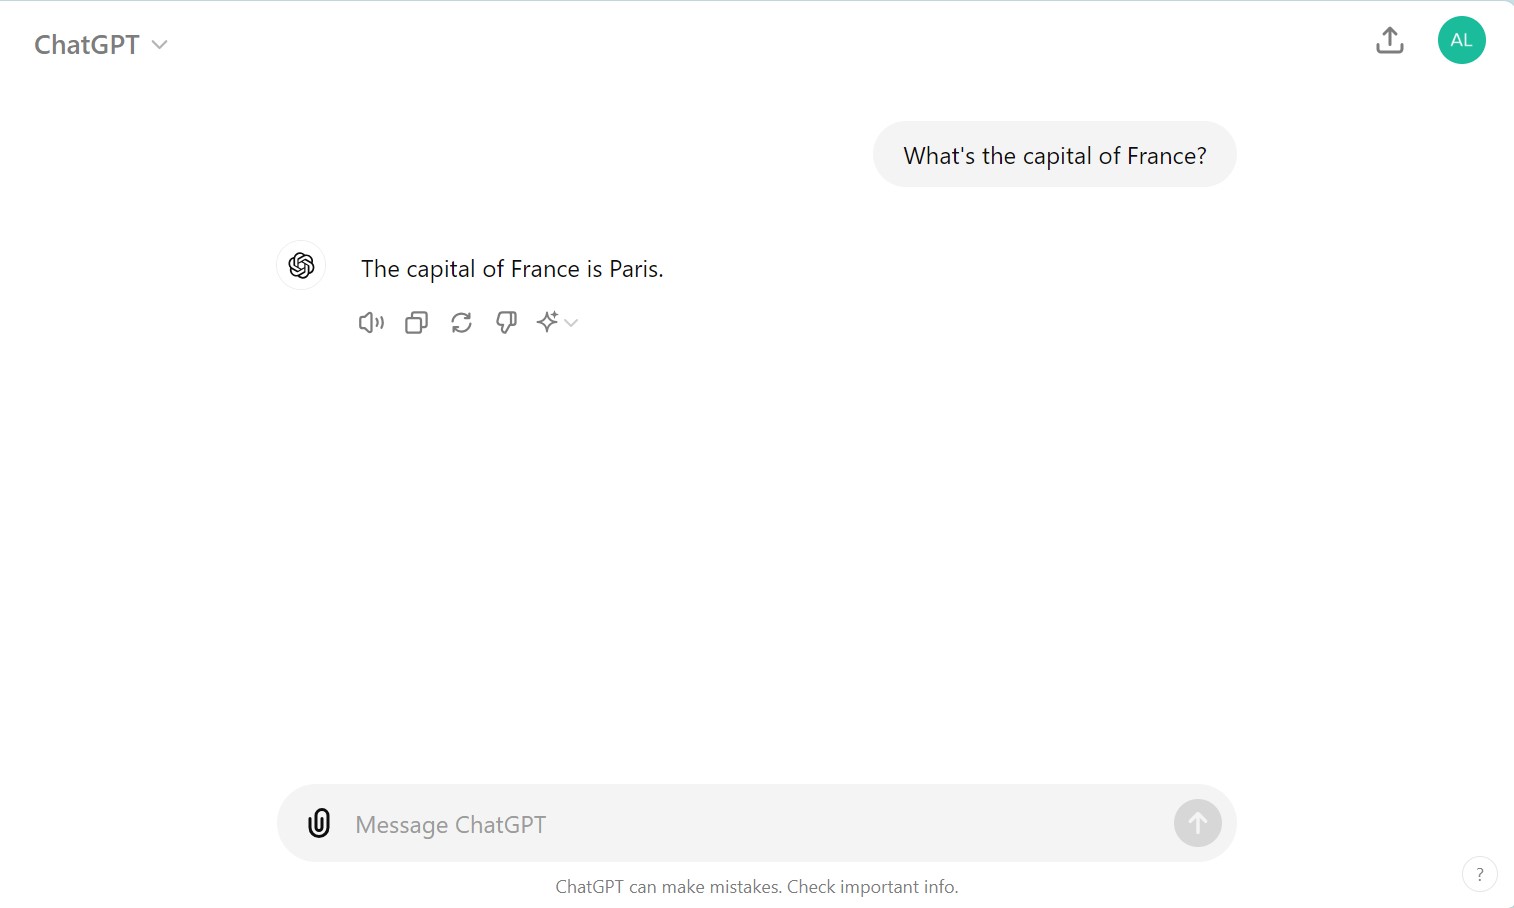 ChatGPT
AL
What's the capital of France?
The capital of France is Paris.
Message ChatGPT
ChatGPT can make mistakes. Check important info.
?